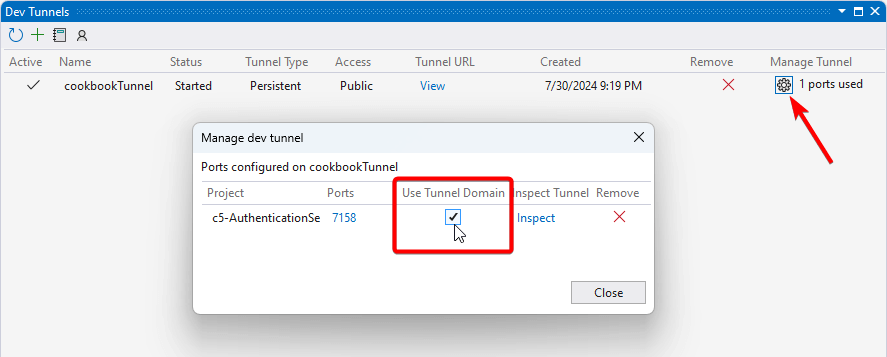 Dev Tunnels
Active Name Status Tunnel Type Access Tunnel URL Created Remove Manage Tunnel
cookbookTunnel Started Persistent Public View 7/30/2024 9:19 PM 1 ports used
Manage dev tunnel
Ports configured on cookbookTunnel
Project Ports Use Tunnel Domain Inspect Tunnel Remove
c5-AuthenticationSe 7158 Inspect
Close